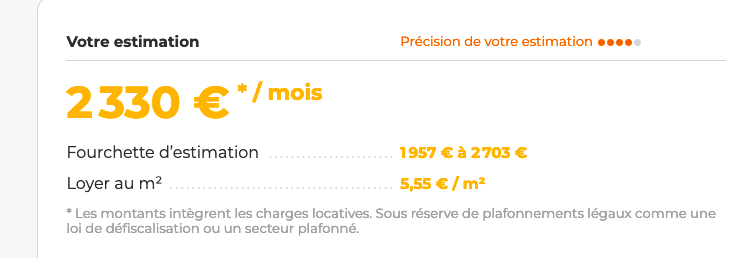 Votre estimation
Précision de votre estimation
2 330 € * / mois
Fourchette d'estimation
1 957 € à 2 703 €
Loyer au m²
5,55 € / m²
* Les montants intègrent les charges locatives. Sous réserve de plafonnements légaux comme une
loi de défiscalisation ou un secteur plafonné.